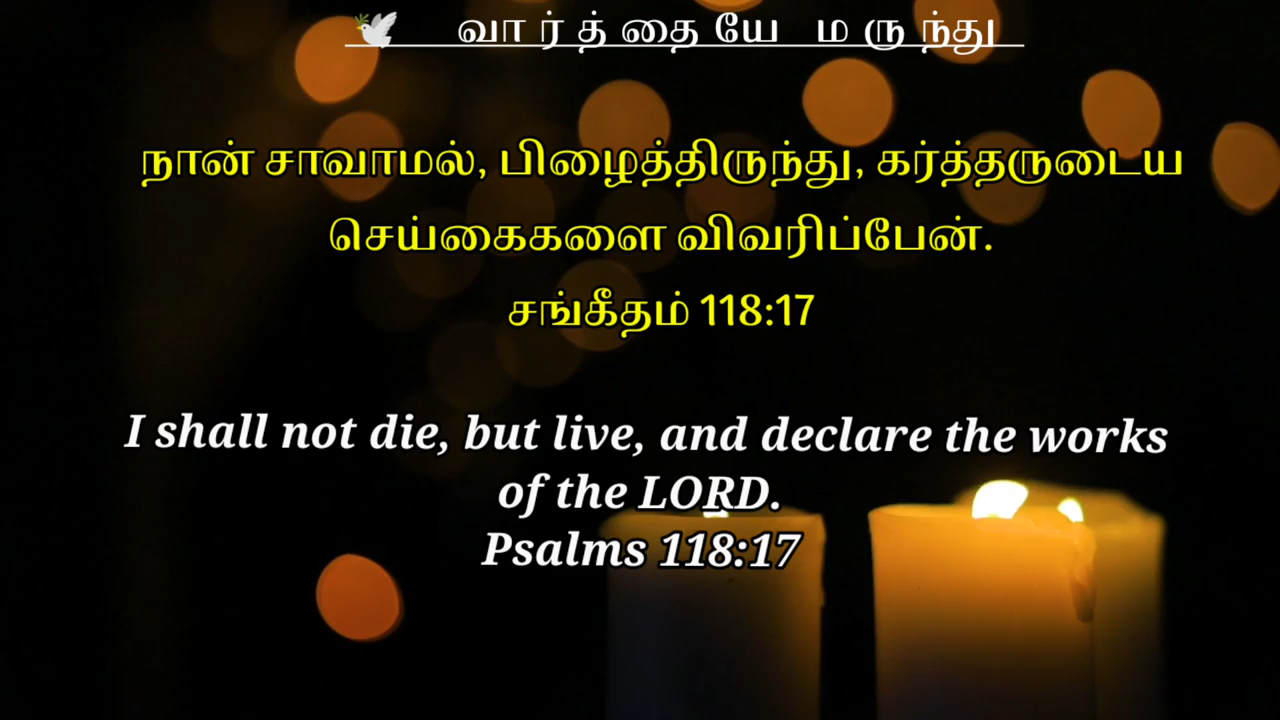 🕊️ வார்த்தையே மருந்து
நான் சாவாமல், பிழைத்திருந்து, கர்த்தருடைய
செய்கைகளை விவரிப்பேன்.
சங்கீதம் 118:17
I shall not die, but live, and declare the works
of the LORD.
Psalms 118:17